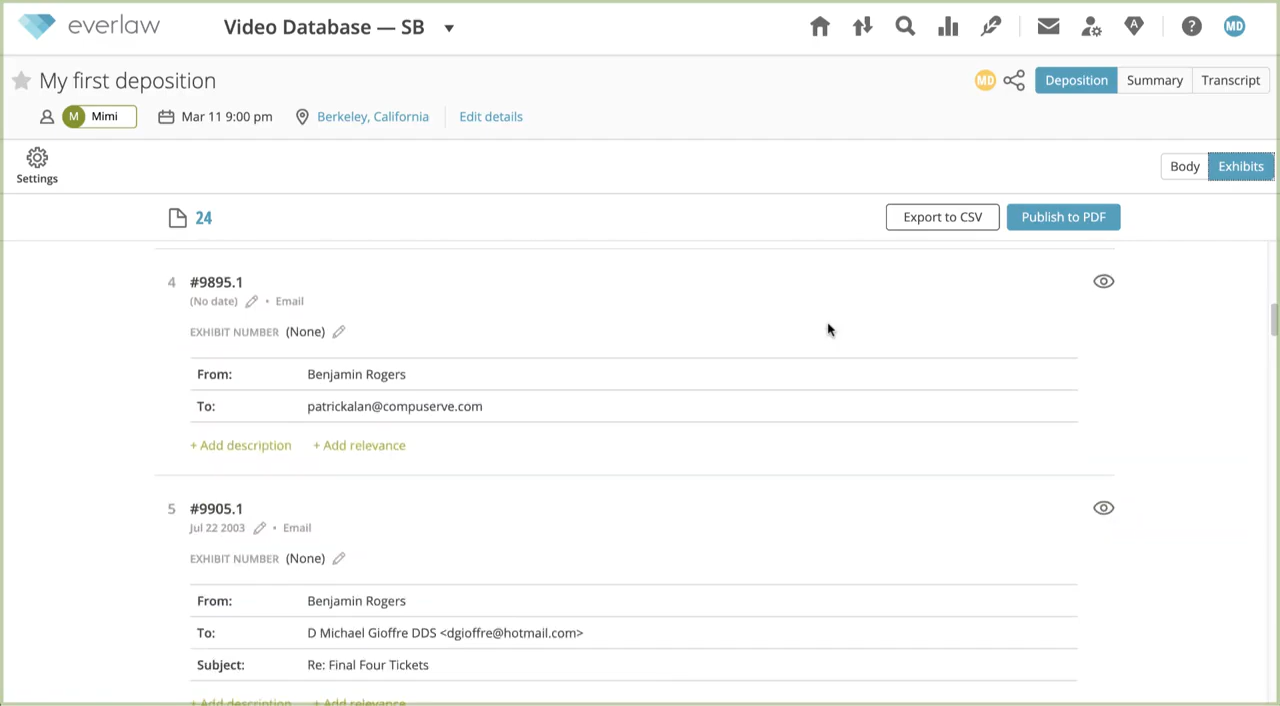 everlaw Video Database — SB A ? MD
My first deposition MD Deposition Summary Transcript
M Mimi Mar 11 9:00 pm Berkeley, California Edit details
Settings Body Exhibits
24 Export to CSV Publish to PDF
4 #9895.1
(No date) • Email
EXHIBIT NUMBER (None)
From: Benjamin Rogers
To: patrickalan@compuserve.com
+ Add description + Add relevance
5 #9905.1
Jul 22 2003 • Email
EXHIBIT NUMBER (None)
From: Benjamin Rogers
To: D Michael Gioffre DDS <dgioffre@hotmail.com>
Subject: Re: Final Four Tickets
+ Add description + Add relevance